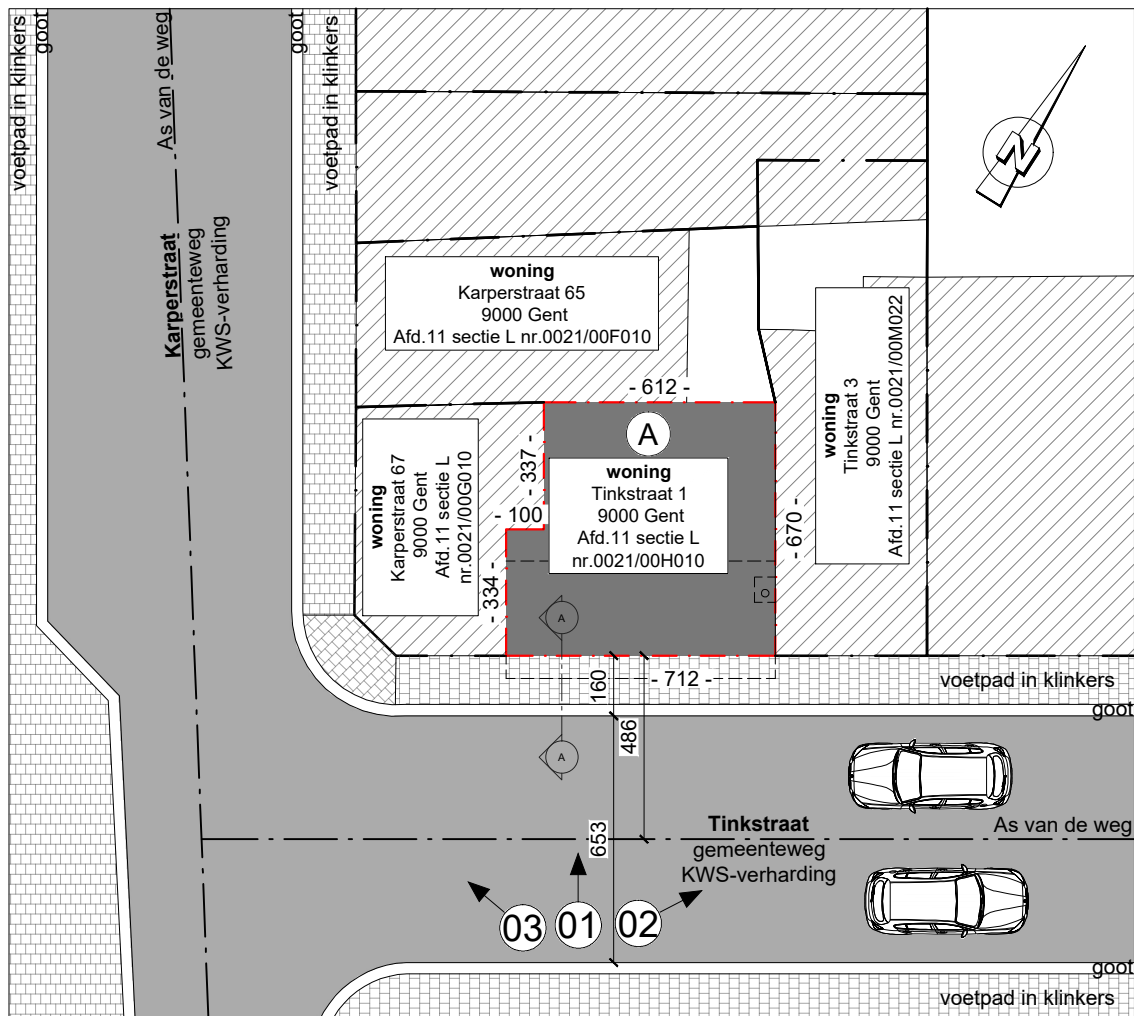 voetpad in klinkers
goot
As van de weg
goot
voetpad in klinkers
Karperstraat
gemeenteweg
KWS-verharding
N
woning
Karperstraat 65
9000 Gent
Afd.11 sectie L nr.0021/00F010
woning
Tinkstraat 3
9000 Gent
Afd.11 sectie L nr.0021/00M022
- 612 -
A
woning
Karperstraat 67
9000 Gent
Afd.11 sectie L
nr.0021/00G010
- 337 -
- 100 -
- 334 -
woning
Tinkstraat 1
9000 Gent
Afd.11 sectie L
nr.0021/00H010
- 670 -
A
- 712 -
160
486
653
voetpad in klinkers
goot
A
Tinkstraat
gemeenteweg
KWS-verharding
As van de weg
03
01
02
goot
voetpad in klinkers